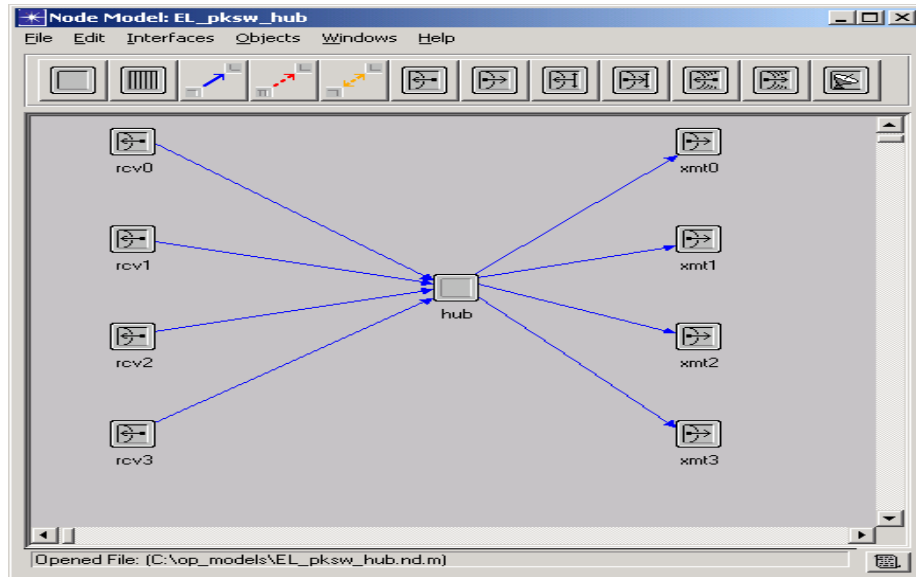 Node Model: EL_pksw_hub
File Edit Interfaces Objects Windows Help
rcv0
xmt0
rcv1
xmt1
hub
rcv2
xmt2
rcv3
xmt3
Opened File: (C:\op_models\EL_pksw_hub.nd.m)